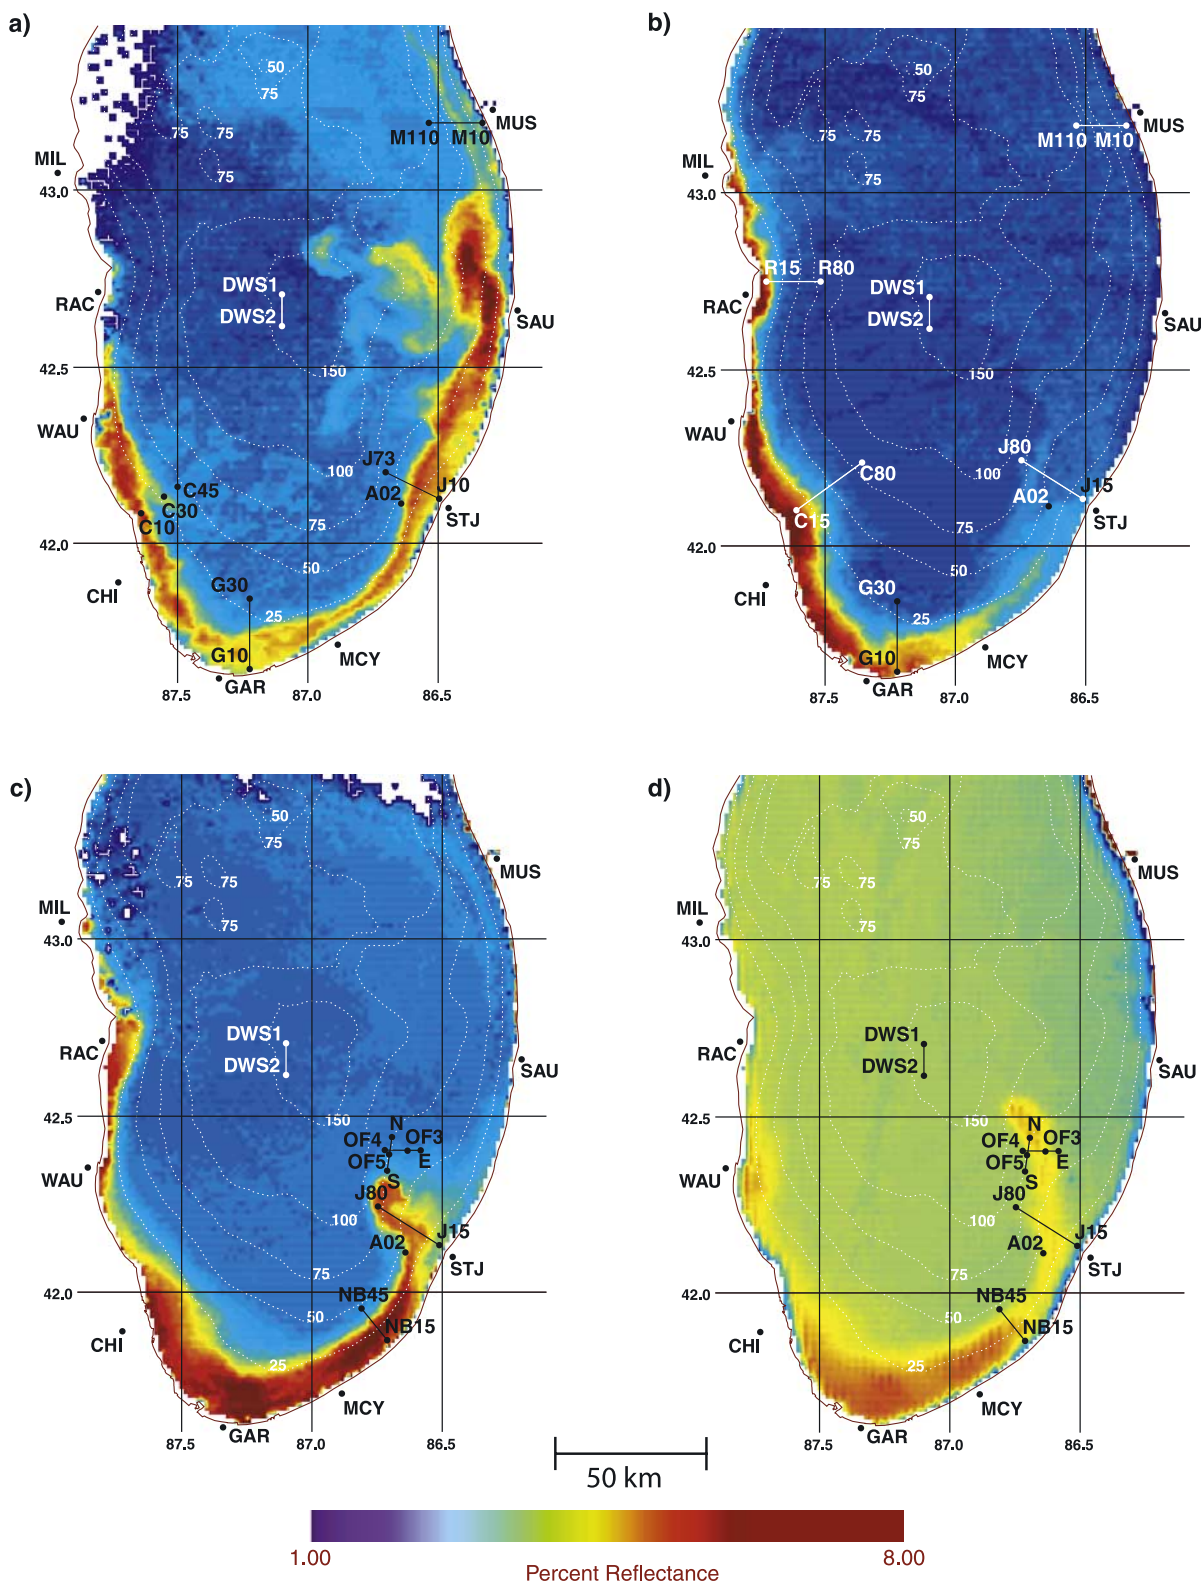 a)
50
75
75
75
75
MUS
M110 M10
MIL
43.0
DWS1
DWS2
RAC
SAU
150
42.5
WAU
J73
100
A02
J10
STJ
C45
C30
C10
75
42.0
50
CHI
G30
25
G10
MCY
GAR
87.5
87.0
86.5
b)
50
75
75
75
75
MUS
M110 M10
MIL
43.0
R15 R80
DWS1
DWS2
RAC
SAU
150
42.5
WAU
J80
C80
100
A02
J15
STJ
C15
75
42.0
50
CHI
G30
25
G10
MCY
GAR
87.5
87.0
86.5
c)
50
75
75
75
75
MUS
MIL
43.0
DWS1
DWS2
RAC
SAU
150
42.5
N
OF4 OF3
OF5 E
S
WAU
J80
100
J15
A02
STJ
75
NB45
42.0
50
NB15
CHI
25
MCY
GAR
87.5
87.0
86.5
d)
50
75
75
75
75
MUS
MIL
43.0
DWS1
DWS2
RAC
SAU
150
42.5
N
OF4 OF3
OF5 E
S
WAU
J80
100
J15
A02
STJ
75
NB45
42.0
50
NB15
CHI
25
MCY
GAR
87.5
87.0
86.5
50 km
1.00
8.00
Percent Reflectance